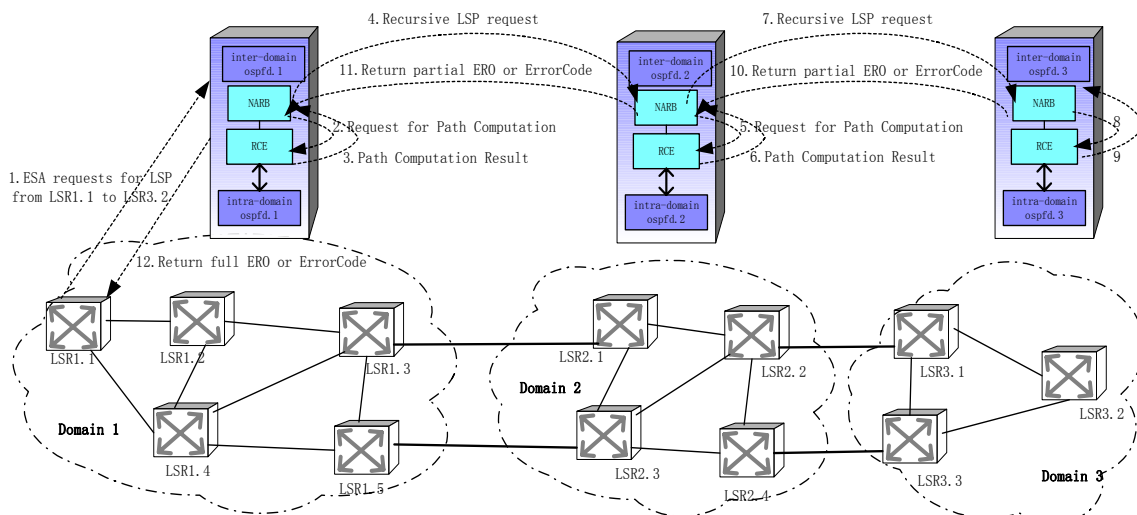 4.Recursive LSP request
7.Recursive LSP request
inter-domain
ospfd.1
inter-domain
ospfd.2
inter-domain
ospfd.3
11.Return partial ERO or ErrorCode
10.Return partial ERO or ErrorCode
NARB
NARB
NARB
2.Request for Path Computation
5.Request for Path Computation
8
RCE
RCE
RCE
3.Path Computation Result
6.Path Computation Result
9
1.ESA requests for LSP
from LSR1.1 to LSR3.2
intra-domain
ospfd.1
intra-domain
ospfd.2
intra-domain
ospfd.3
12.Return full ERO or ErrorCode
LSR1.1
LSR1.2
LSR1.3
LSR2.1
LSR2.2
LSR3.1
LSR3.2
Domain 1
Domain 2
LSR1.4
LSR1.5
LSR2.3
LSR2.4
LSR3.3
Domain 3